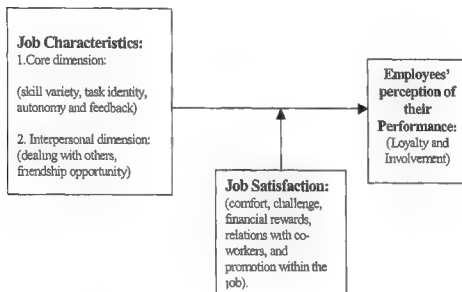 Job Characteristics:
1.Core dimension:
(skill variety, task identity,
autonomy and feedback)
2. Interpersonal dimension:
(dealing with others,
friendship opportunity)
Employees'
perception of
their
Performance:
(Loyalty and
Involvement)
Job Satisfaction:
(comfort, challenge,
financial rewards,
relations with co-
workers, and
promotion within the
job).